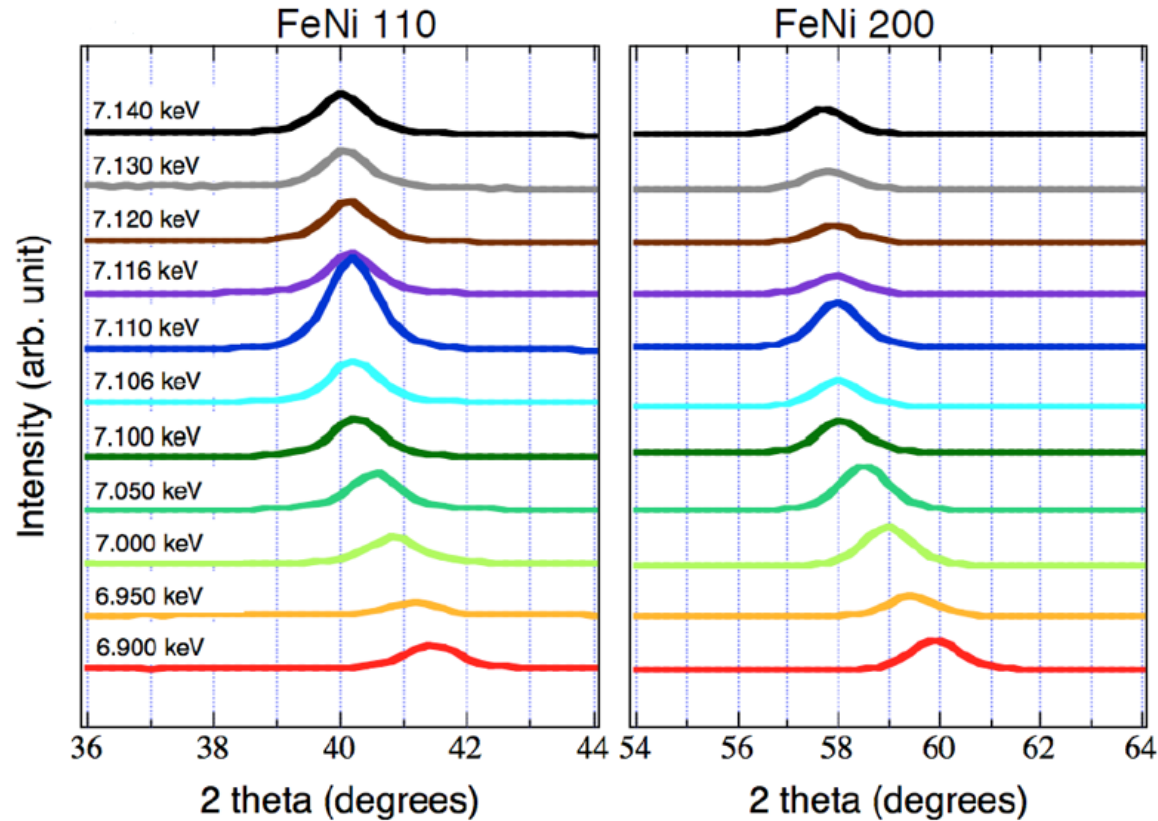 FeNi 110
FeNi 200
7.140 keV
7.130 keV
7.120 keV
7.116 keV
7.110 keV
7.106 keV
7.100 keV
7.050 keV
7.000 keV
6.950 keV
6.900 keV
Intensity (arb. unit)
36 38 40 42 44
54 56 58 60 62 64
2 theta (degrees)
2 theta (degrees)